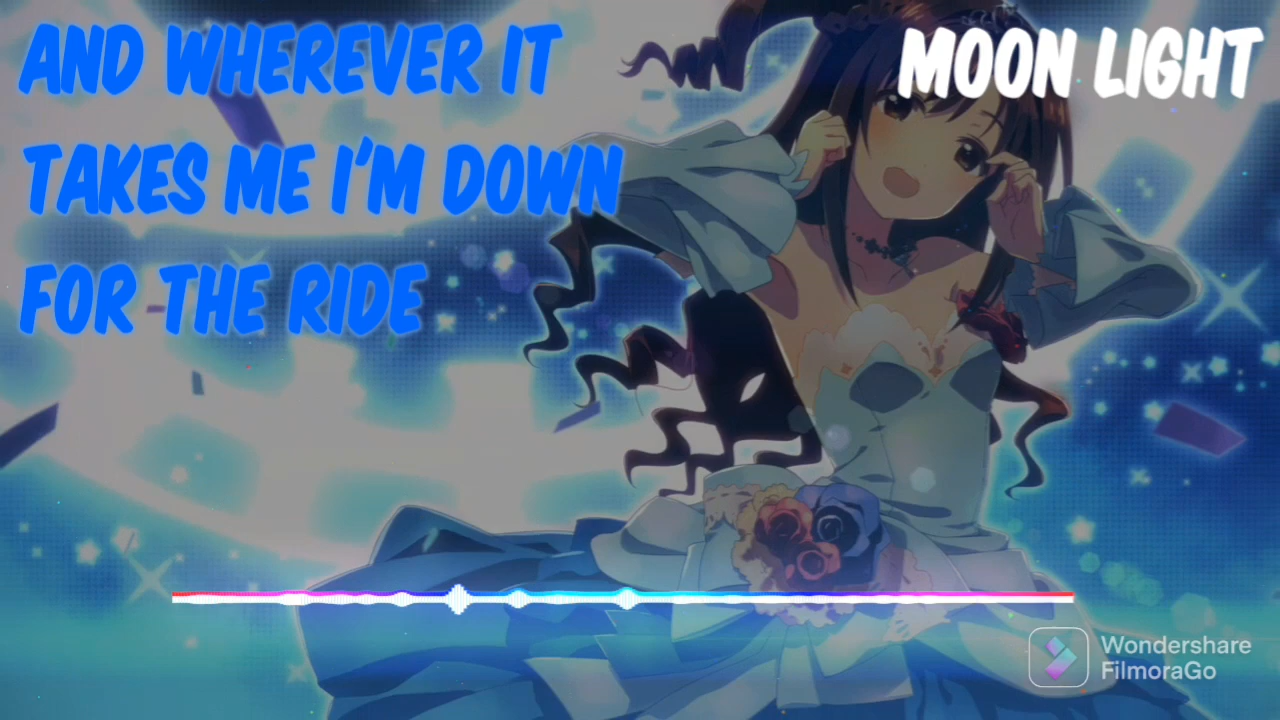 AND WHEREVER IT
TAKES ME I'M DOWN
FOR THE RIDE
MOON LIGHT
Wondershare
FilmoraGo